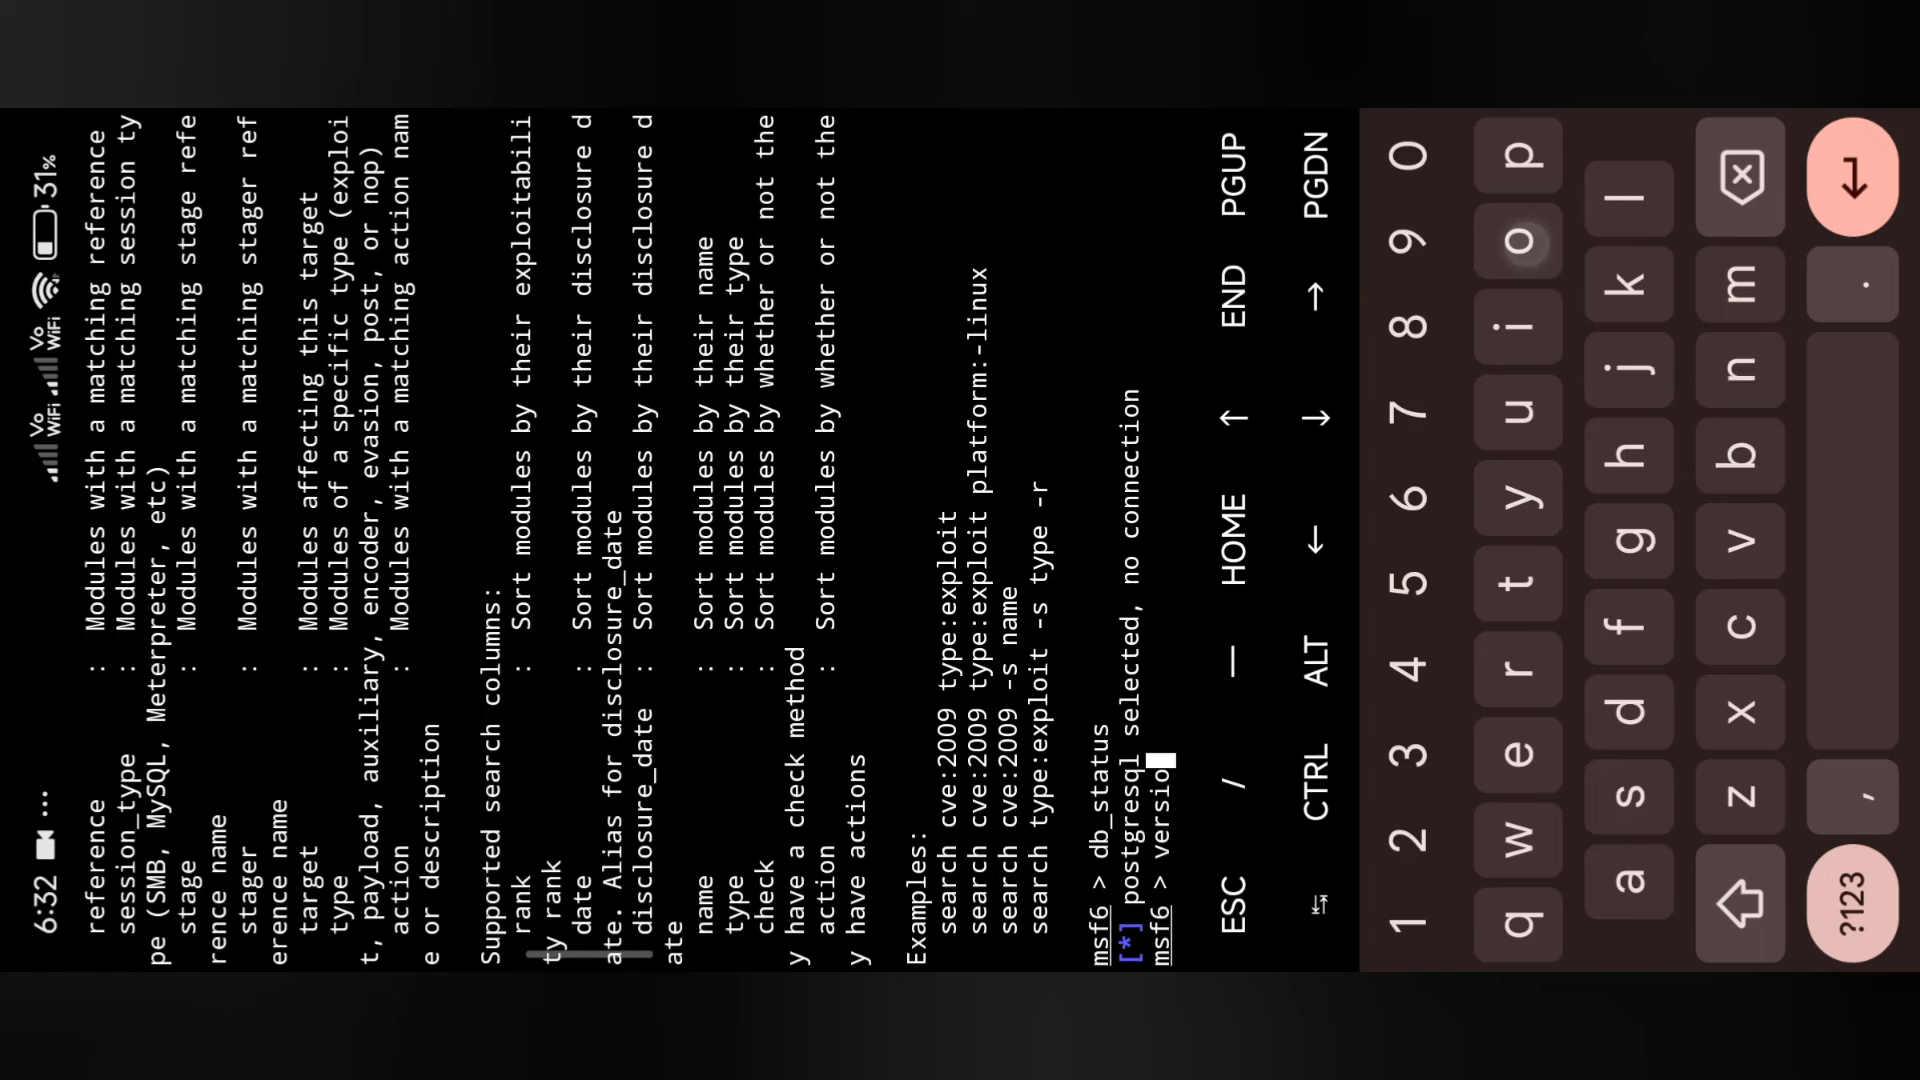 6:32 ... Vo WiFi Vo WiFi 31%
reference : Modules with a matching reference
session_type : Modules with a matching session ty
pe (SMB, MySQL, Meterpreter, etc)
stage : Modules with a matching stage refe
rence name
stager : Modules with a matching stager ref
erence name
target : Modules affecting this target
type : Modules of a specific type (exploi
t, payload, auxiliary, encoder, evasion, post, or nop)
action : Modules with a matching action nam
e or description
Supported search columns:
rank : Sort modules by their exploitabili
ty rank
date : Sort modules by their disclosure d
ate. Alias for disclosure_date
disclosure_date : Sort modules by their disclosure d
ate
name : Sort modules by their name
type : Sort modules by their type
check : Sort modules by whether or not the
y have a check method
action : Sort modules by whether or not the
y have actions
Examples:
search cve:2009 type:exploit
search cve:2009 type:exploit platform:-linux
search cve:2009 -s name
search type:exploit -s type -r
msf6 > db_status
[*] postgresql selected, no connection
msf6 > versio
ESC / — HOME ↑ END PGUP
↹ CTRL ALT ← ↓ → PGDN
1 2 3 4 5 6 7 8 9 0
q w e r t y u i o p
a s d f g h j k l
z x c v b n m
?123 , .